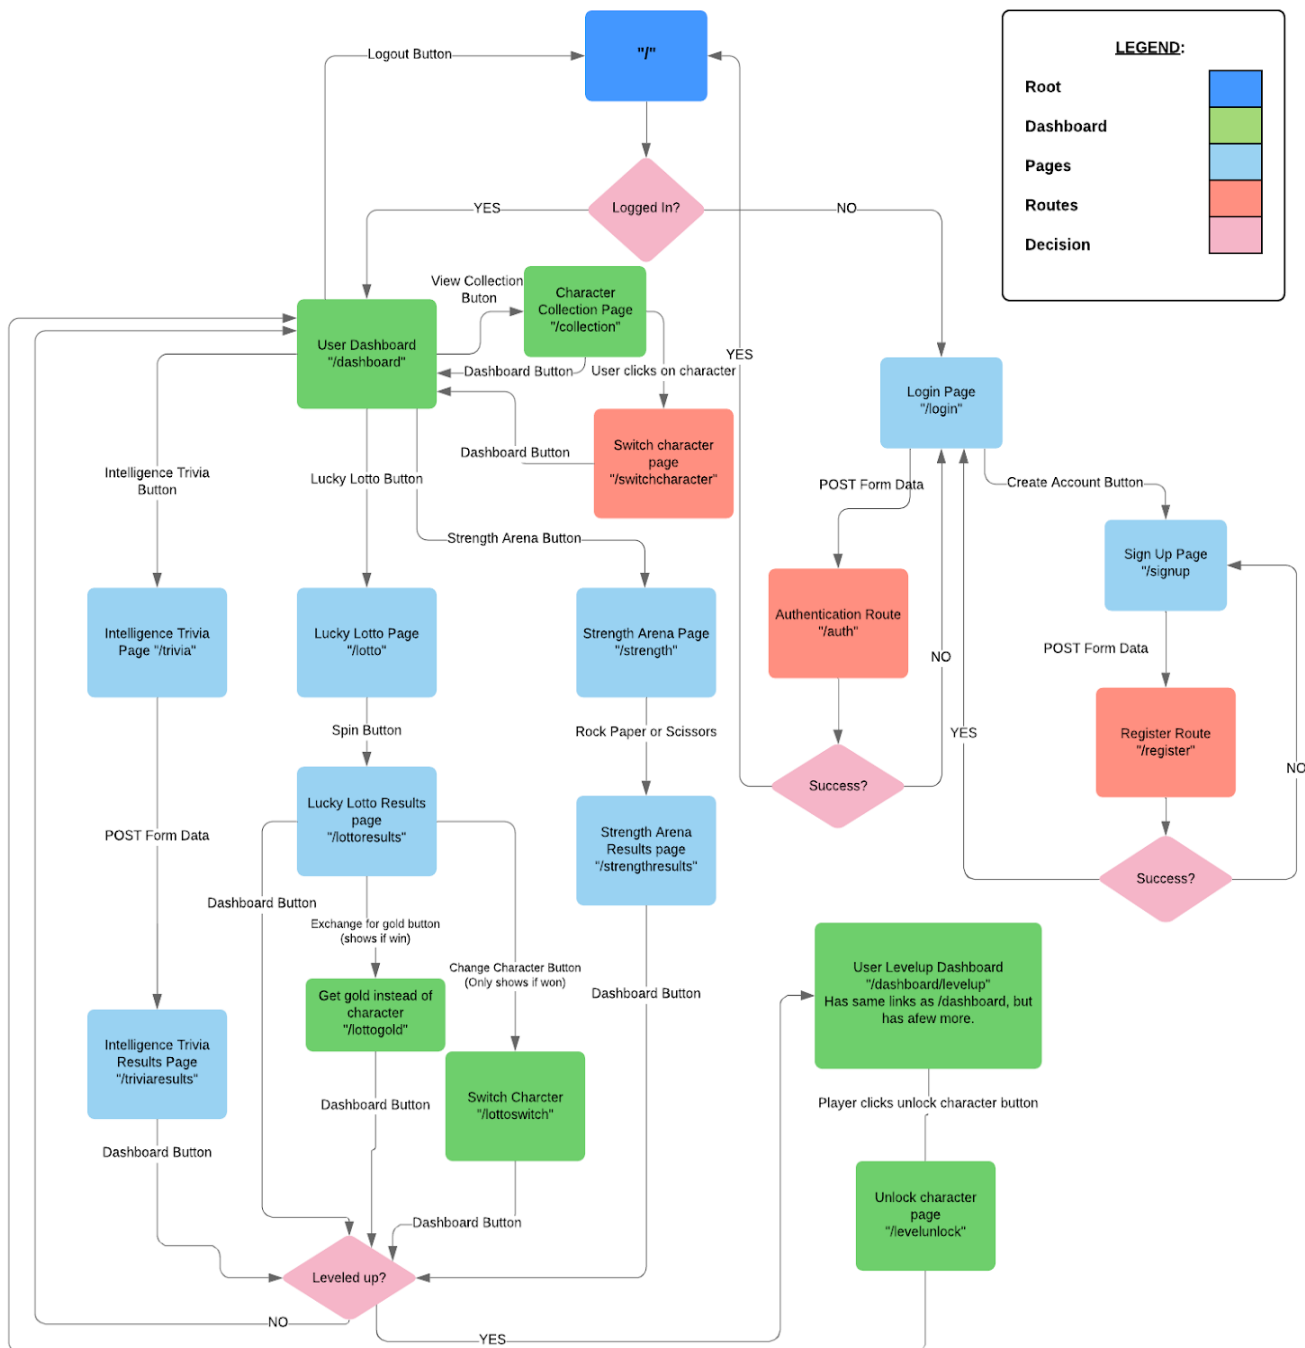 "/"
LEGEND:
Root
Dashboard
Pages
Routes
Decision
Logout Button
Logged In?
YES
NO
View Collection
Buton
Character
Collection Page
"/collection"
User Dashboard
"/dashboard"
Dashboard Button
User clicks on character
YES
Login Page
"/login"
Switch character
page
"/switchcharacter"
Dashboard Button
Intelligence Trivia
Button
Lucky Lotto Button
Strength Arena Button
POST Form Data
Create Account Button
Sign Up Page
"/signup
Authentication Route
"/auth"
Intelligence Trivia
Page "/trivia"
Lucky Lotto Page
"/lotto"
Strength Arena Page
"/strength"
NO
POST Form Data
Spin Button
Rock Paper or Scissors
YES
Register Route
"/register"
NO
Success?
Lucky Lotto Results
page
"/lottoresults"
Strength Arena
Results page
"/strengthresults"
POST Form Data
Success?
Dashboard Button
Exchange for gold button
(shows if win)
Change Character Button
(Only shows if won)
Dashboard Button
User Levelup Dashboard
"/dashboard/levelup"
Has same links as /dashboard, but
has afew more.
Get gold instead of
character
"/lottogold"
Intelligence Trivia
Results Page
"/triviaresults"
Switch Charcter
"/lottoswitch"
Dashboard Button
Player clicks unlock character button
Dashboard Button
Unlock character
page
"/levelunlock"
Dashboard Button
Leveled up?
NO
YES